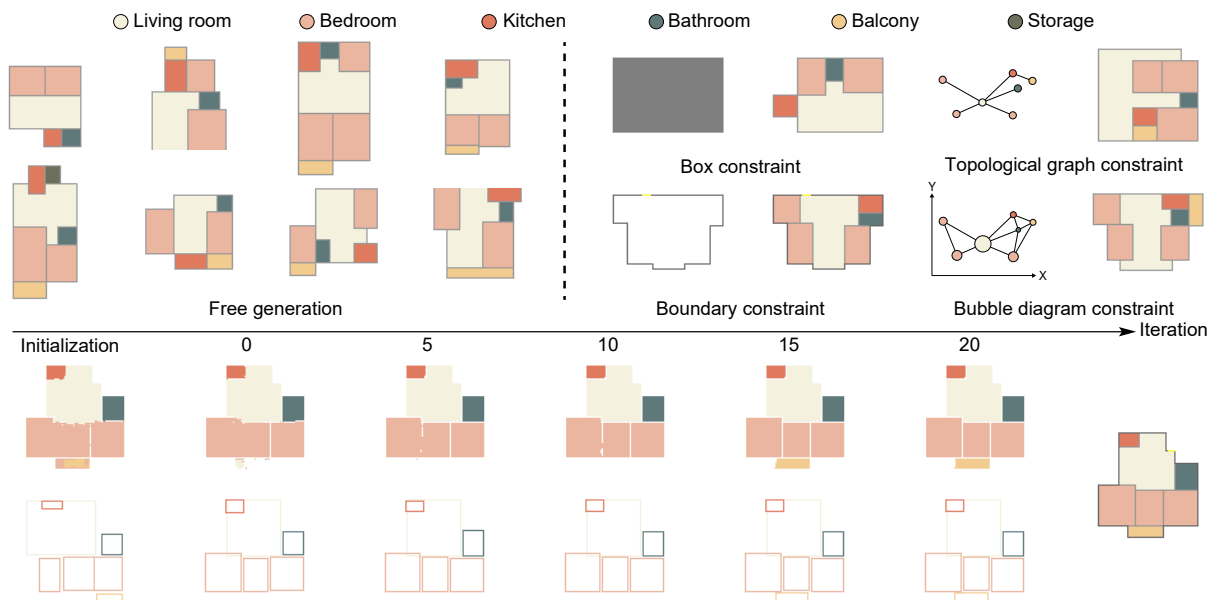 Living room Bedroom Kitchen Bathroom Balcony Storage
Box constraint
Topological graph constraint
Y
X
Free generation
Boundary constraint
Bubble diagram constraint
Iteration
Initialization 0 5 10 15 20